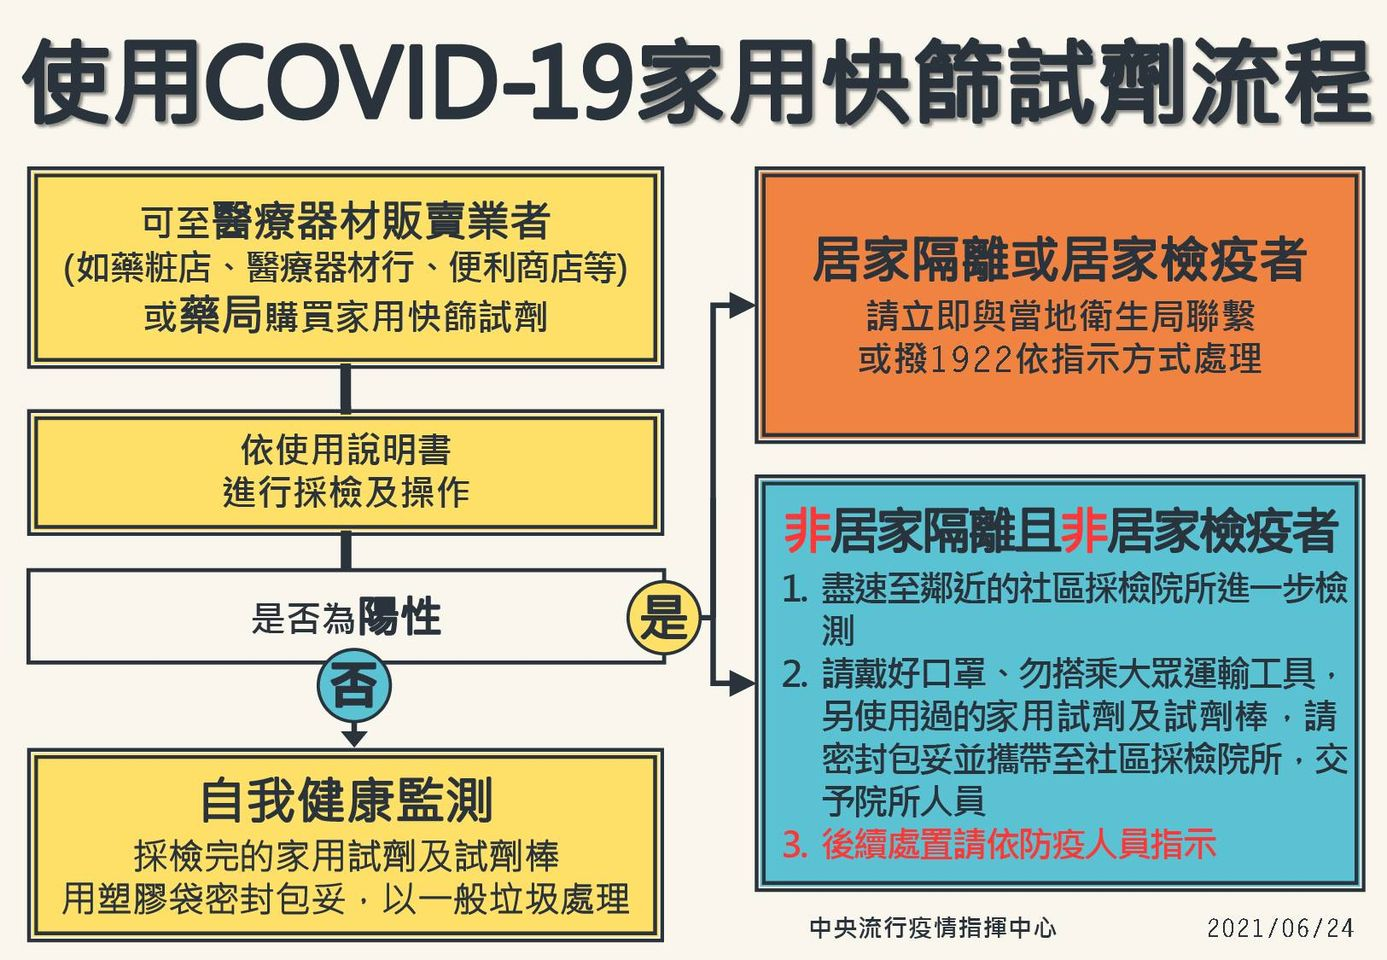 使用COVID-19家用快篩試劑流程
可至醫療器材販賣業者
(如藥粧店、醫療器材行、便利商店等)
或藥局購買家用快篩試劑
依使用說明書
進行採檢及操作
是否為陽性
是
否
自我健康監測
採檢完的家用試劑及試劑棒
用塑膠袋密封包妥，以一般垃圾處理
居家隔離或居家檢疫者
請立即與當地衛生局聯繫
或撥1922依指示方式處理
非居家隔離且非居家檢疫者
1. 盡速至鄰近的社區採檢院所進一步檢
測
2. 請戴好口罩、勿搭乘大眾運輸工具，
另使用過的家用試劑及試劑棒，請
密封包妥並攜帶至社區採檢院所，交
予院所人員
3. 後續處置請依防疫人員指示
中央流行疫情指揮中心
2021/06/24